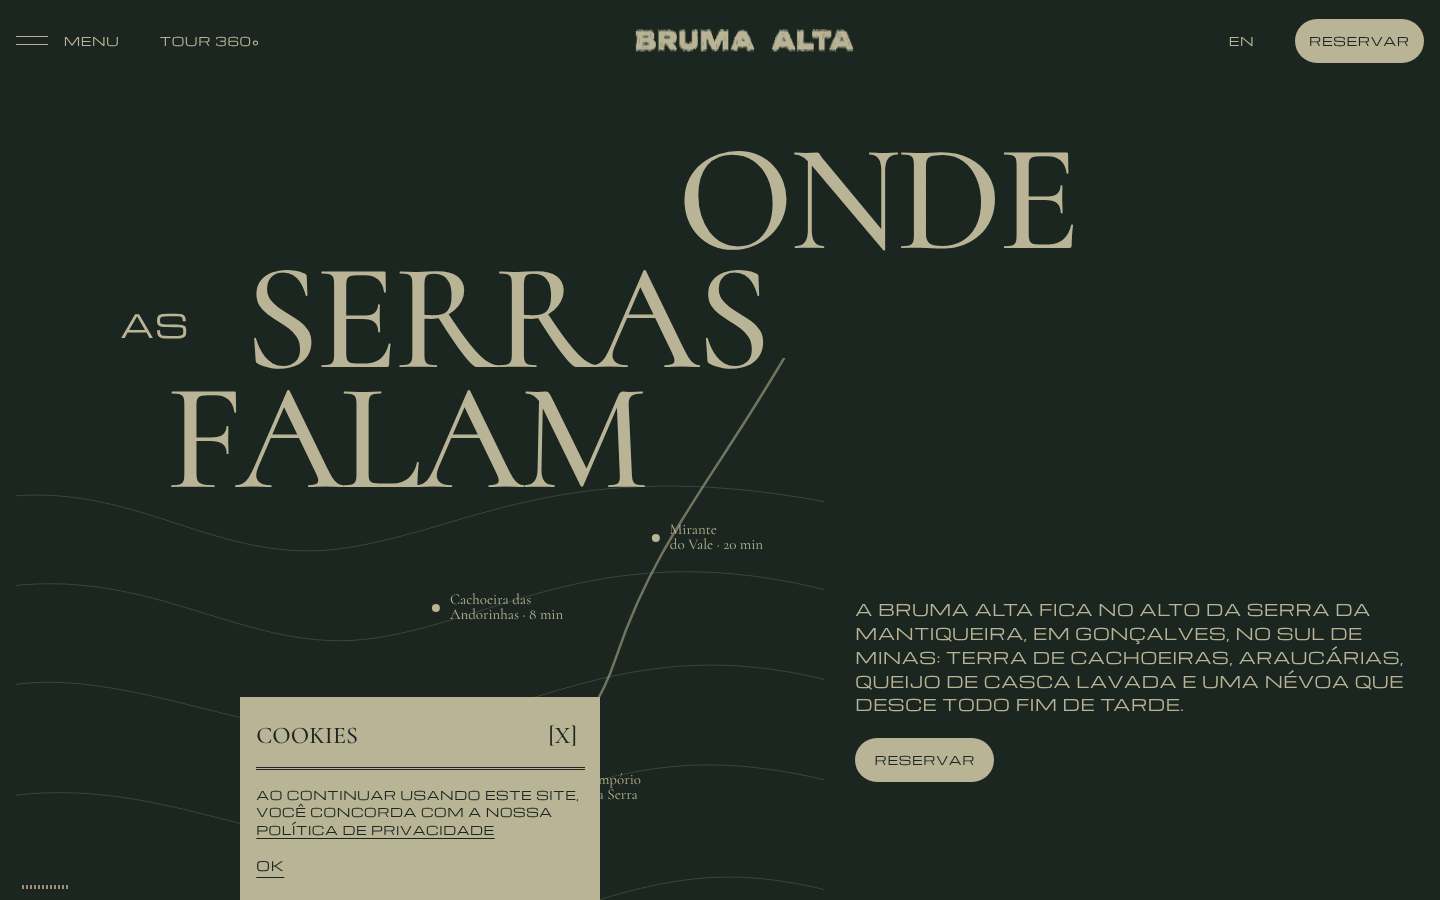 MENU
TOUR 360°
BRUMA ALTA
EN
RESERVAR
ONDE
AS SERRAS
FALAM
Mirante
do Vale · 20 min
Cachoeira das
Andorinhas · 8 min
A BRUMA ALTA FICA NO ALTO DA SERRA DA
MANTIQUEIRA, EM GONÇALVES, NO SUL DE
MINAS: TERRA DE CACHOEIRAS, ARAUCÁRIAS,
QUEIJO DE CASCA LAVADA E UMA NÉVOA QUE
DESCE TODO FIM DE TARDE.
RESERVAR
COOKIES [X]
AO CONTINUAR USANDO ESTE SITE,
VOCÊ CONCORDA COM A NOSSA
POLÍTICA DE PRIVACIDADE
OK
Serra